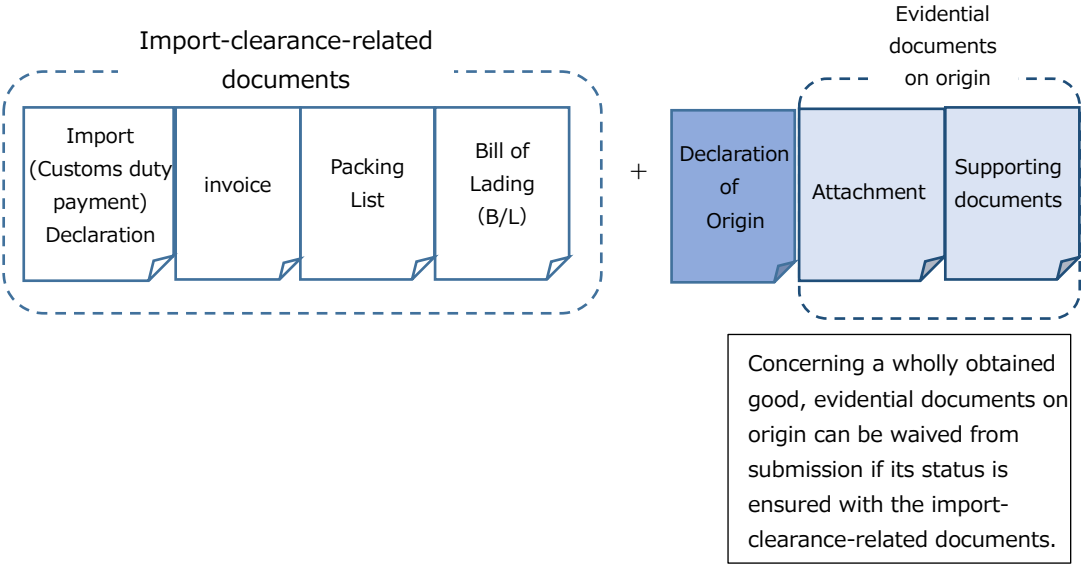 Import-clearance-related
documents
Import
(Customs duty
payment)
Declaration
invoice
Packing
List
Bill of
Lading
(B/L)
+
Evidential
documents
on origin
Declaration
of
Origin
Attachment
Supporting
documents
Concerning a wholly obtained
good, evidential documents on
origin can be waived from
submission if its status is
ensured with the import-
clearance-related documents.